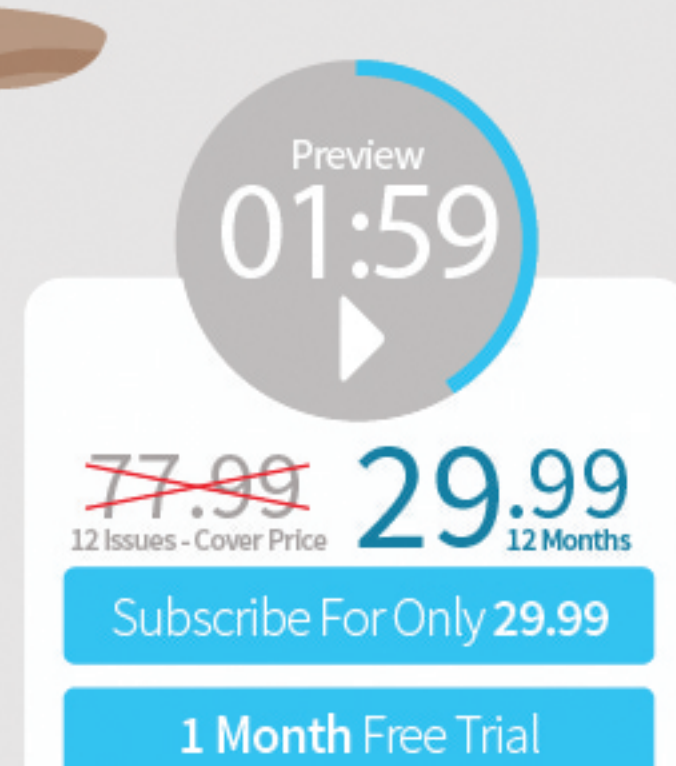 Preview
01:59
77.99
29.99
12 Issues - Cover Price
12 Months
Subscribe For Only 29.99
1 Month Free Trial